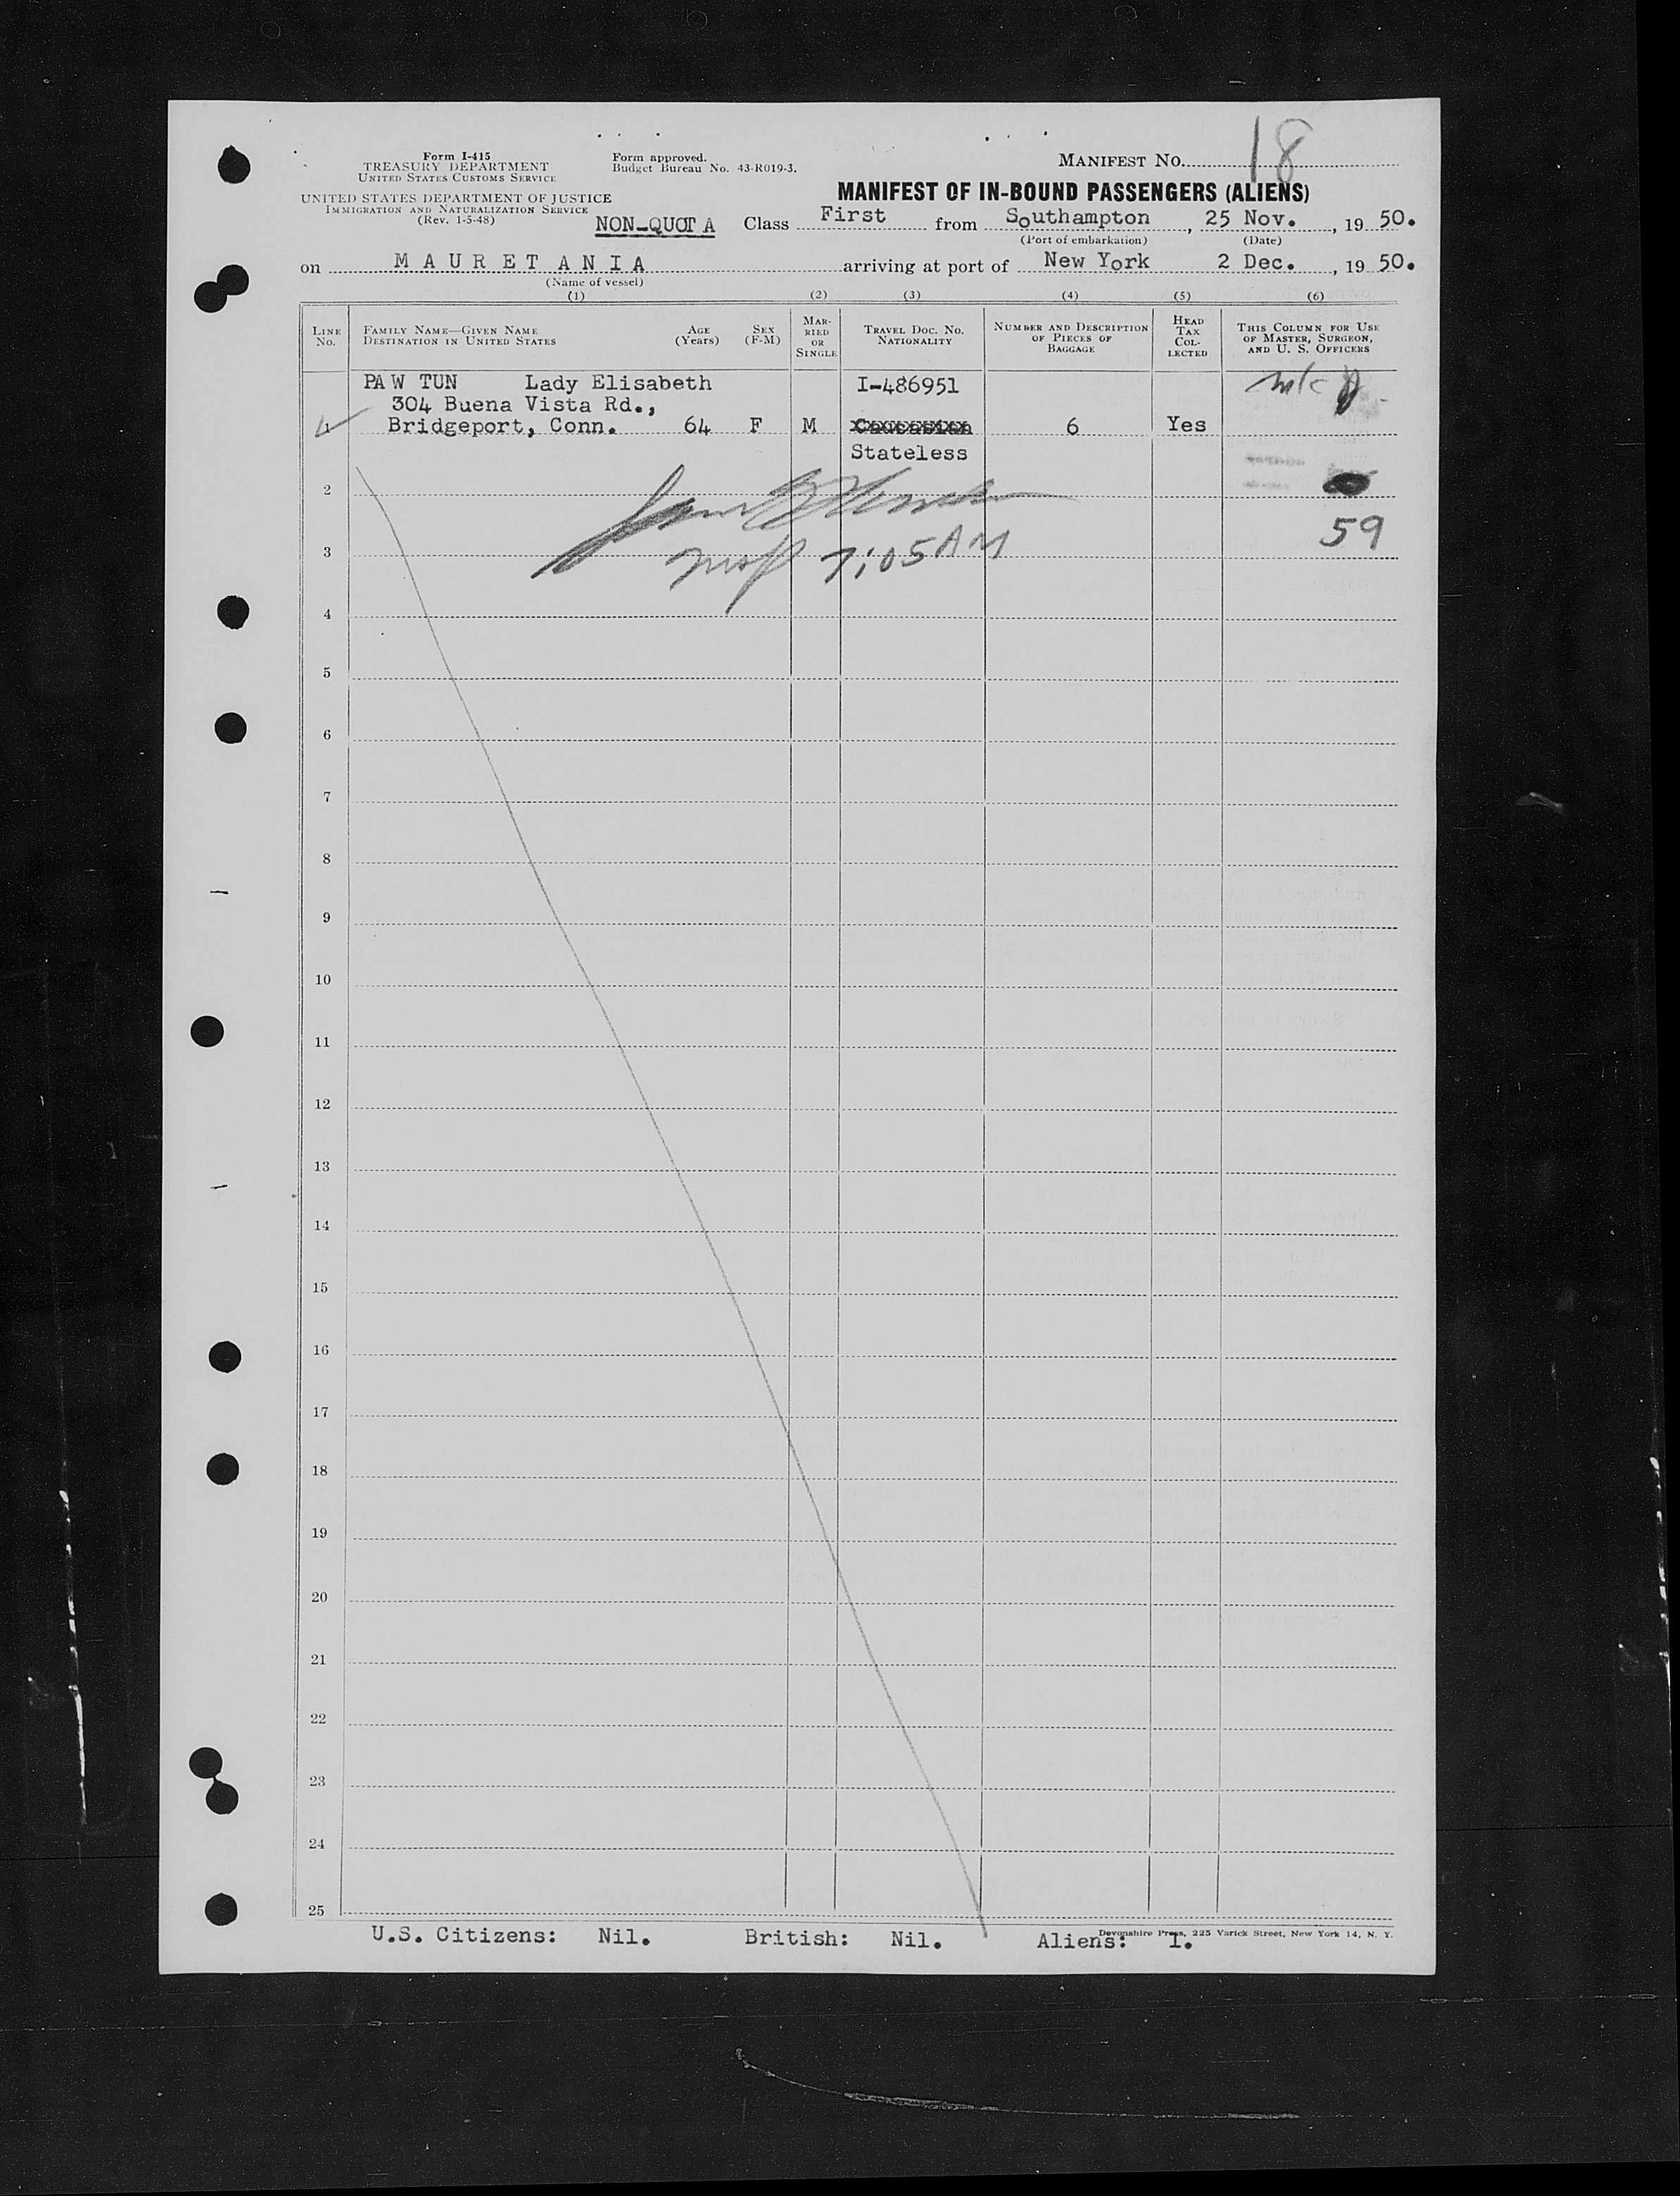 Form I-415
TREASURY DEPARTMENT
UNITED STATES CUSTOMS SERVICE
UNITED STATES DEPARTMENT OF JUSTICE
IMMIGRATION AND NATURALIZATION SERVICE
(Rev. 1-5-48)
Form approved.
Budget Bureau No. 43-R019-3.
MANIFEST NO. 18
MANIFEST OF IN-BOUND PASSENGERS (ALIENS)
NON-QUOTA Class First from Southampton, 25 Nov., 19 50.
(Port of embarkation) (Date)
on MAURETANIA arriving at port of New York 2 Dec., 19 50.
(Name of vessel)
(1) (2) (3) (4) (5) (6)
LINE No.
FAMILY NAME—GIVEN NAME
DESTINATION IN UNITED STATES
AGE (Years)
SEX (F-M)
MARRIED OR SINGLE
TRAVEL DOC. NO. NATIONALITY
NUMBER AND DESCRIPTION OF PIECES OF BAGGAGE
HEAD TAX COLLECTED
THIS COLUMN FOR USE OF MASTER, SURGEON, AND U. S. OFFICERS
PAW TUN Lady Elisabeth I-486951
304 Buena Vista Rd.,
Bridgeport, Conn. 64 F M 6 Yes
Stateless
2
59
3 7:05 AM
4
5
6
7
8
9
10
11
12
13
14
15
16
17
18
19
20
21
22
23
24
25
U.S. Citizens: Nil. British: Nil. Aliens: 1.
Devonshire Press, 225 Varick Street, New York 14, N. Y.